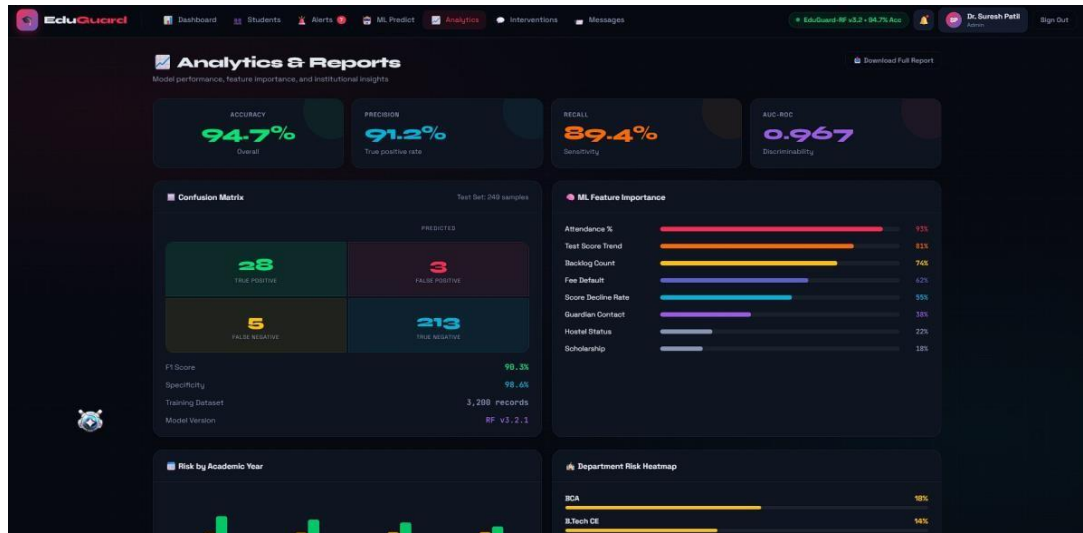 EduGuard
Dashboard
Students
Alerts
ML Predict
Analytics
Interventions
Messages
EduGuard-RF v3.2 • 94.7% Acc
SP
Dr. Suresh Patil
Admin
Sign Out
Analytics & Reports
Model performance, feature importance, and institutional insights
Download Full Report
ACCURACY
94.7%
Overall
PRECISION
91.2%
True positive rate
RECALL
89.4%
Sensitivity
AUC-ROC
0.967
Discriminability
Confusion Matrix
Test Set: 249 samples
PREDICTED
28
TRUE POSITIVE
3
FALSE POSITIVE
5
FALSE NEGATIVE
213
TRUE NEGATIVE
F1 Score 90.3%
Specificity 98.6%
Training Dataset 3,200 records
Model Version RF v3.2.1
ML Feature Importance
Attendance % 93%
Test Score Trend 81%
Backlog Count 74%
Fee Default 62%
Score Decline Rate 55%
Guardian Contact 38%
Hostel Status 22%
Scholarship 18%
Risk by Academic Year
Department Risk Heatmap
BCA 18%
B.Tech CE 14%